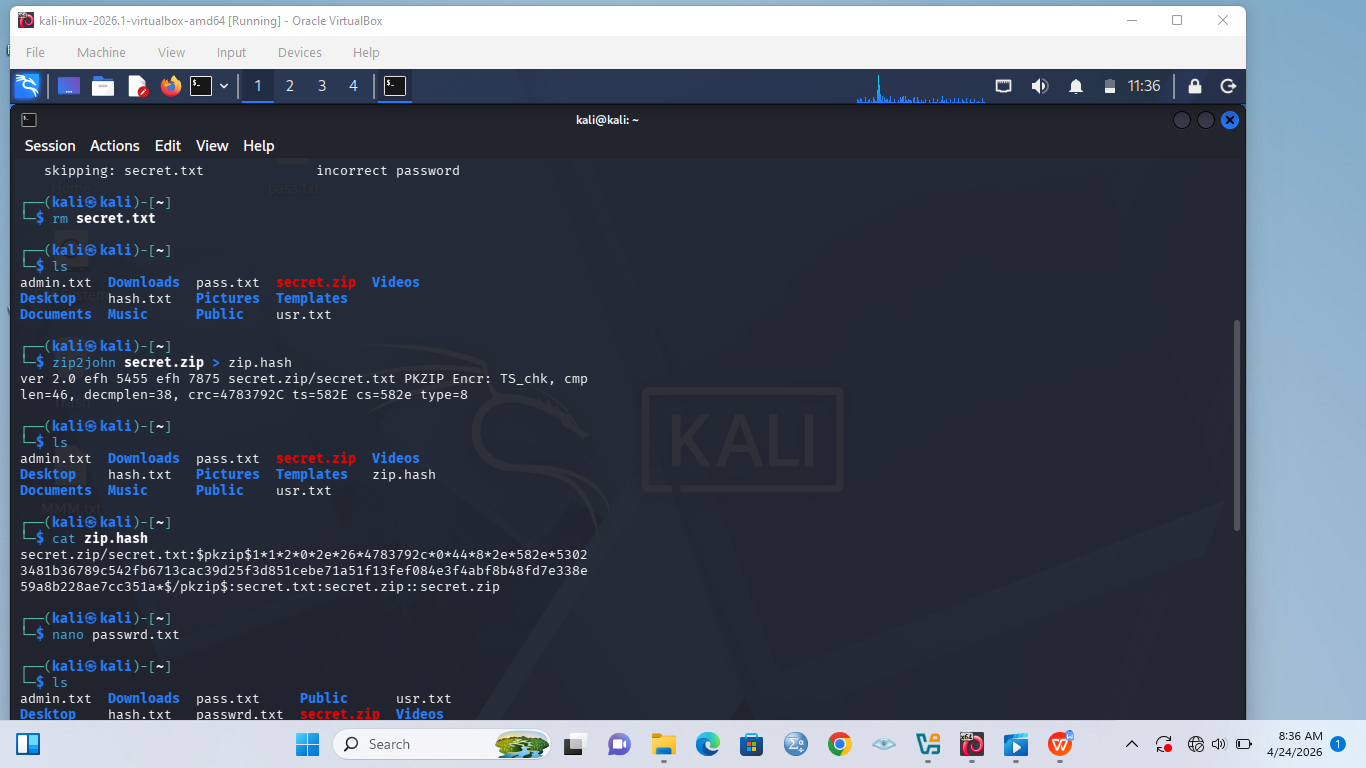 kali-linux-2026.1-virtualbox-amd64 [Running] - Oracle VirtualBox
File Machine View Input Devices Help
1 2 3 4 11:36
kali@kali: ~
Session Actions Edit View Help
skipping: secret.txt incorrect password
pass.txt
┌──(kali㉿kali)-[~]
└─$ rm secret.txt
┌──(kali㉿kali)-[~]
└─$ ls
admin.txt Downloads pass.txt secret.zip Videos
Desktop hash.txt Pictures Templates
Documents Music Public usr.txt
┌──(kali㉿kali)-[~]
└─$ zip2john secret.zip > zip.hash
ver 2.0 efh 5455 efh 7875 secret.zip/secret.txt PKZIP Encr: TS_chk, cmp
len=46, decmplen=38, crc=4783792C ts=582E cs=582e type=8
┌──(kali㉿kali)-[~]
└─$ ls
admin.txt Downloads pass.txt secret.zip Videos
Desktop hash.txt Pictures Templates zip.hash
Documents Music Public usr.txt
MMM.txt
┌──(kali㉿kali)-[~]
└─$ cat zip.hash
secret.zip/secret.txt:$pkzip$1*1*2*0*2e*26*4783792c*0*44*8*2e*582e*5302
3481b36789c542fb6713cac39d25f3d851cebe71a51f13fef084e3f4abf8b48fd7e338e
59a8b228ae7cc351a*$/pkzip$:secret.txt:secret.zip::secret.zip
┌──(kali㉿kali)-[~]
└─$ nano passwrd.txt
┌──(kali㉿kali)-[~]
└─$ ls
admin.txt Downloads pass.txt Public usr.txt
Desktop hash.txt passwrd.txt secret.zip Videos
KALI
Search
8:36 AM
4/24/2026
1